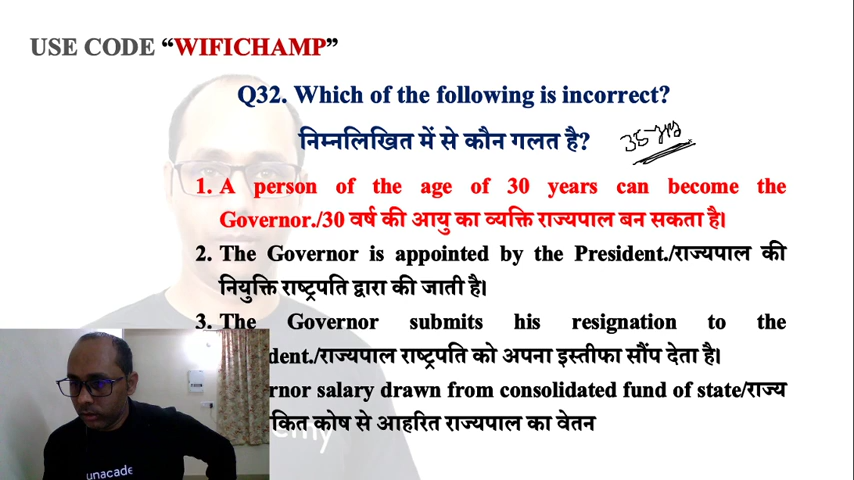 USE CODE “WIFICHAMP”
Q32. Which of the following is incorrect?
निम्नलिखित में से कौन गलत है?
35 yrs
1. A person of the age of 30 years can become the
Governor./30 वर्ष की आयु का व्यक्ति राज्यपाल बन सकता है।
2. The Governor is appointed by the President./राज्यपाल की
नियुक्ति राष्ट्रपति द्वारा की जाती है।
3. The Governor submits his resignation to the
dent./राज्यपाल राष्ट्रपति को अपना इस्तीफा सौंप देता है।
rnor salary drawn from consolidated fund of state/राज्य
कित कोष से आहरित राज्यपाल का वेतन
unacade